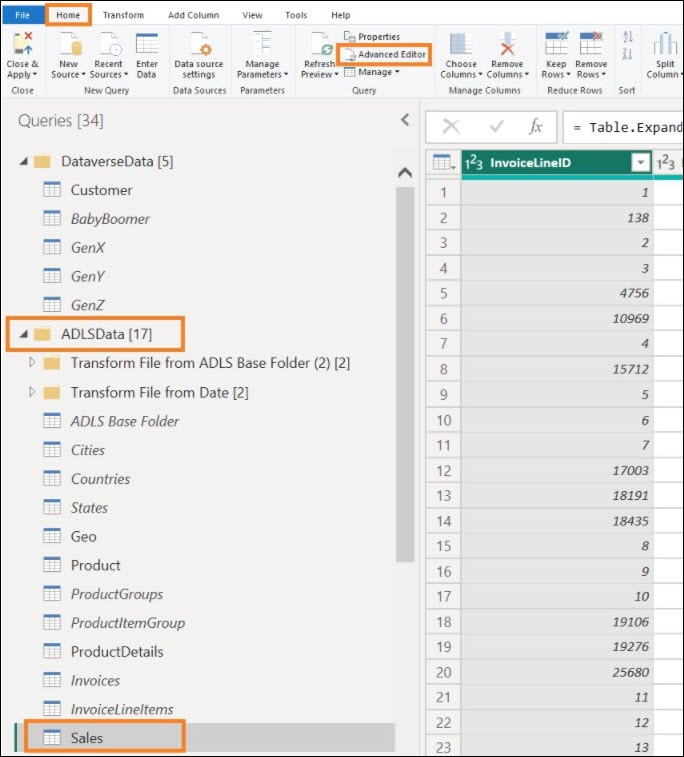 File Home Transform Add Column View Tools Help
Close & Apply
New Source
Recent Sources
Enter Data
Data source settings
Manage Parameters
Refresh Preview
Properties
Advanced Editor
Manage
Choose Columns
Remove Columns
Keep Rows
Remove Rows
Split Column
Close New Query Data Sources Parameters Query Manage Columns Reduce Rows Sort
Queries [34]
fx = Table.Expand
DataverseData [5]
Customer
BabyBoomer
GenX
GenY
GenZ
ADLSData [17]
Transform File from ADLS Base Folder (2) [2]
Transform File from Date [2]
ADLS Base Folder
Cities
Countries
States
Geo
Product
ProductGroups
ProductItemGroup
ProductDetails
Invoices
InvoiceLineItems
Sales
123 InvoiceLineID 123
1 1
2 138
3 2
4 3
5 4756
6 10969
7 4
8 15712
9 5
10 6
11 7
12 17003
13 18191
14 18435
15 8
16 9
17 10
18 19106
19 19276
20 25680
21 11
22 12
23 13